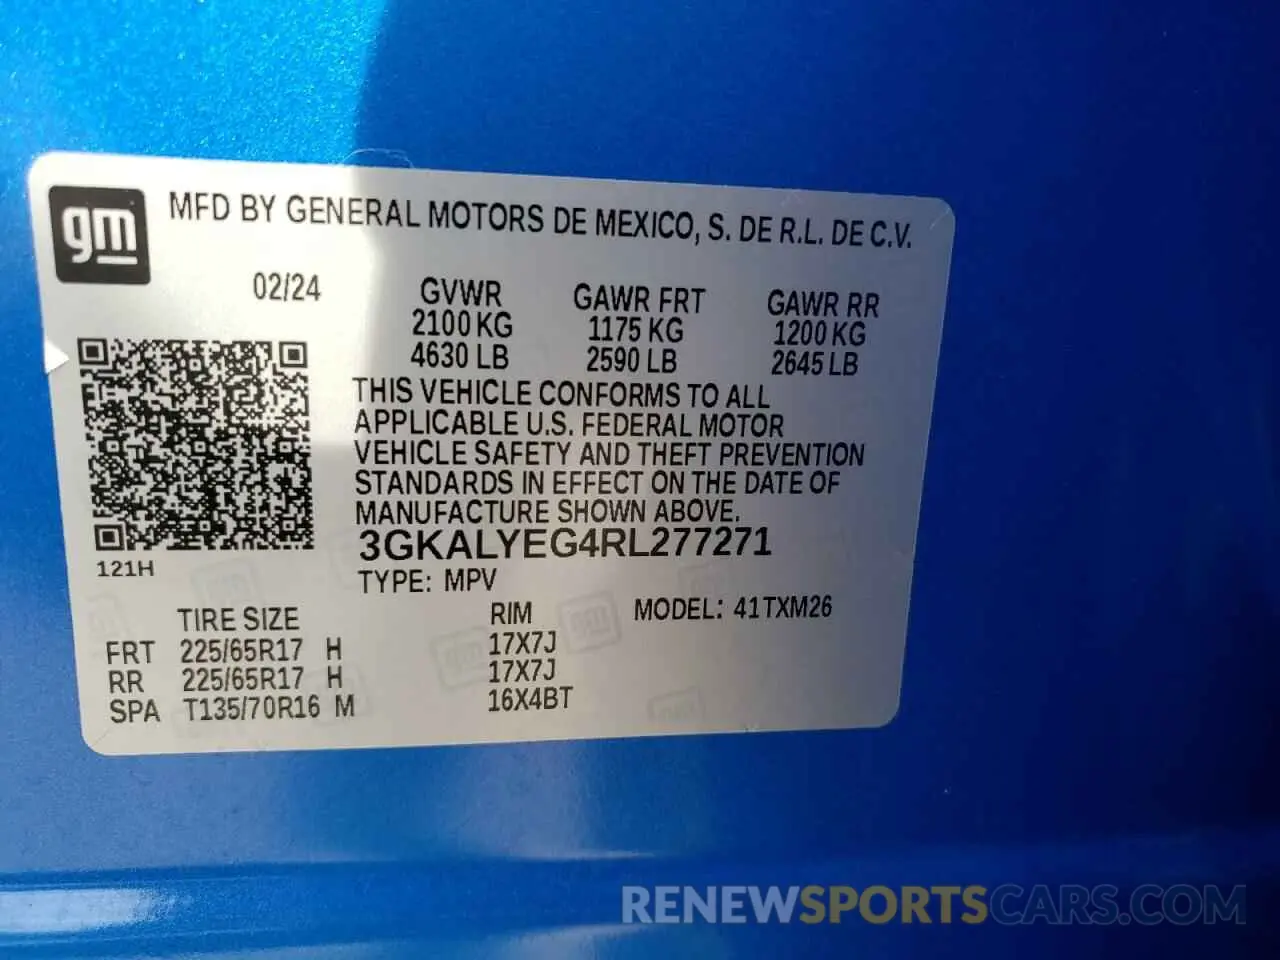 gm
MFD BY GENERAL MOTORS DE MEXICO, S. DE R.L. DE C.V.
02/24 GVWR GAWR FRT GAWR RR
2100 KG 1175 KG 1200 KG
4630 LB 2590 LB 2645 LB
THIS VEHICLE CONFORMS TO ALL
APPLICABLE U.S. FEDERAL MOTOR
VEHICLE SAFETY AND THEFT PREVENTION
STANDARDS IN EFFECT ON THE DATE OF
MANUFACTURE SHOWN ABOVE.
3GKALYEG4RL277271
121H
TYPE: MPV
TIRE SIZE RIM MODEL: 41TXM26
FRT 225/65R17 H 17X7J
RR 225/65R17 H 17X7J
SPA T135/70R16 M 16X4BT
RENEWSPORTSCARS.COM